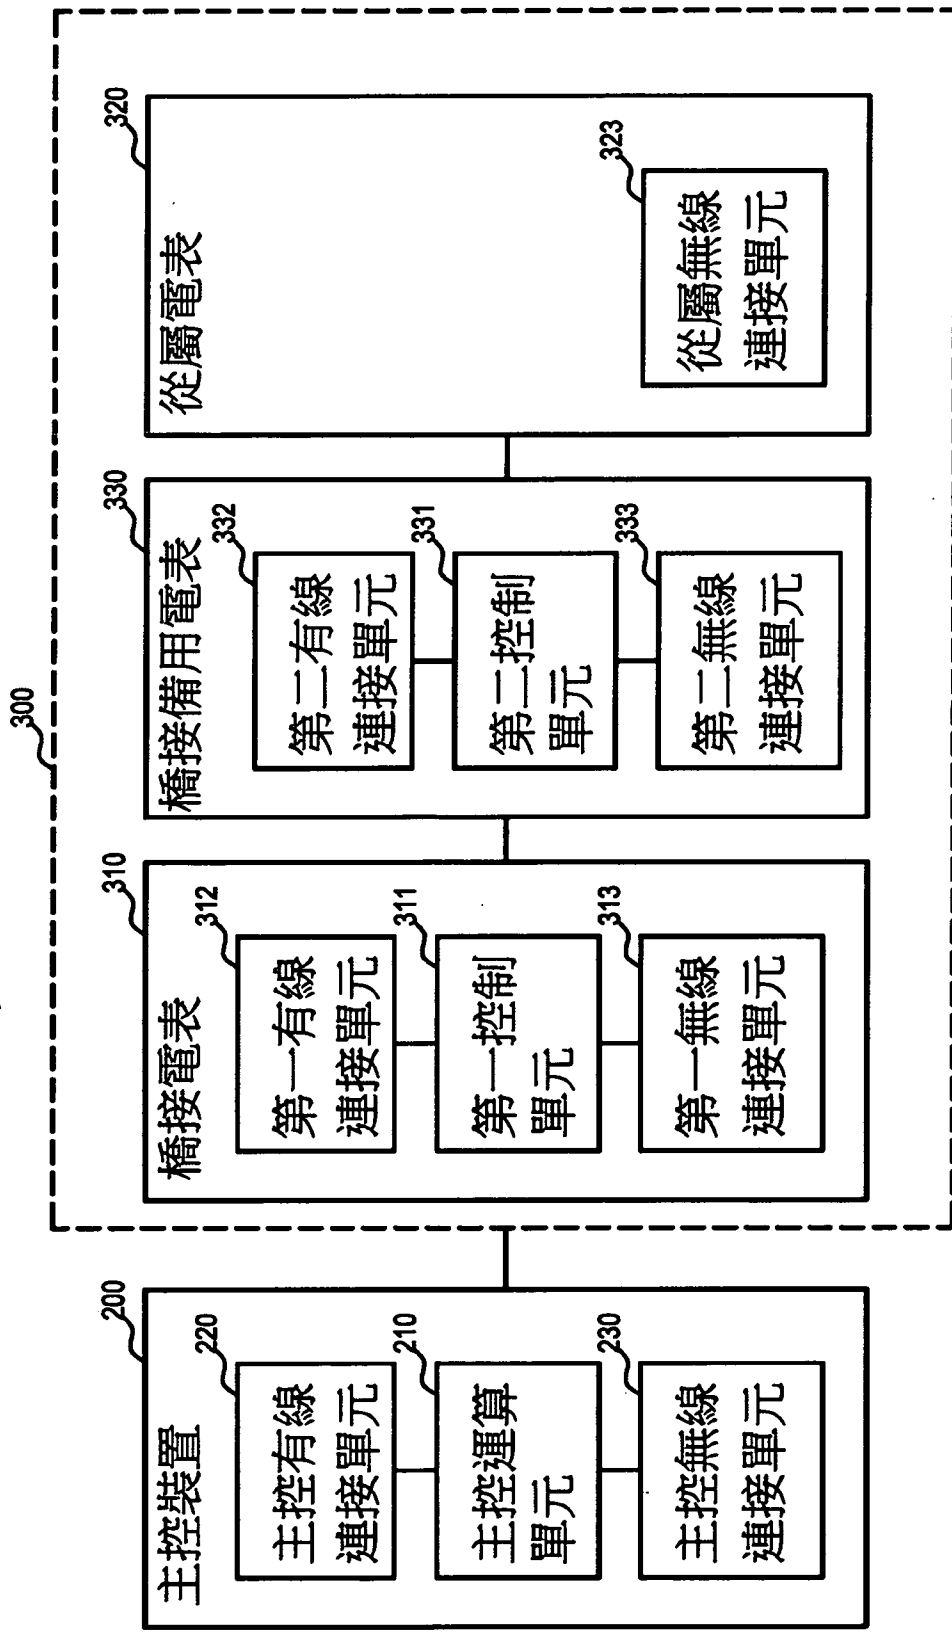 300
200
主控裝置
220
主控有線
連接單元
210
主控運算
單元
230
主控無線
連接單元
310
橋接電表
312
第一有線
連接單元
311
第一控制
單元
313
第一無線
連接單元
330
橋接備用電表
332
第二有線
連接單元
331
第二控制
單元
333
第二無線
連接單元
320
從屬電表
323
從屬無線
連接單元